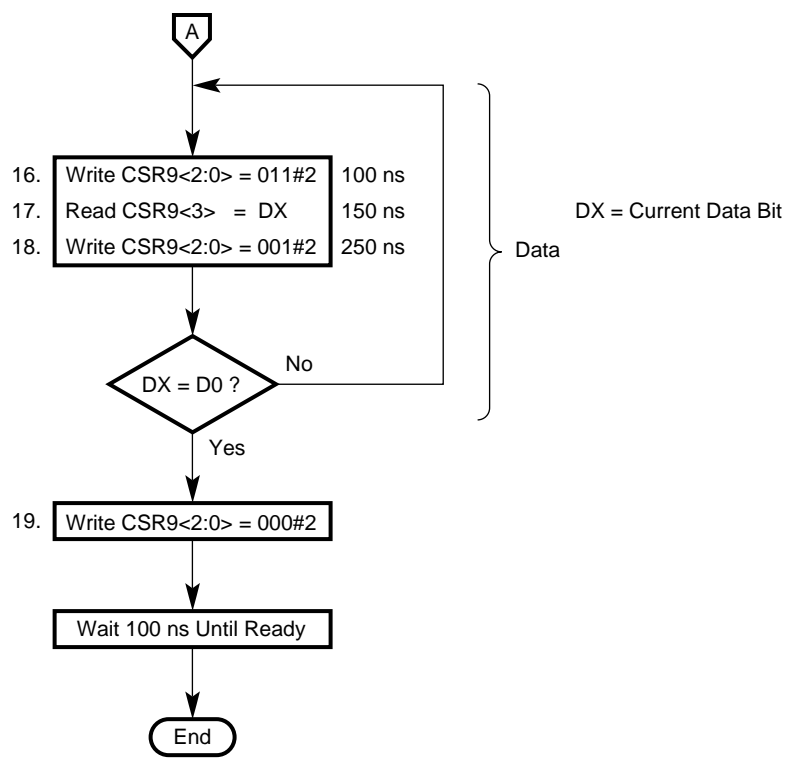 A
16. Write CSR9<2:0> = 011#2 100 ns
17. Read CSR9<3> = DX 150 ns
18. Write CSR9<2:0> = 001#2 250 ns
DX = Current Data Bit
Data
DX = D0 ?
No
Yes
19. Write CSR9<2:0> = 000#2
Wait 100 ns Until Ready
End